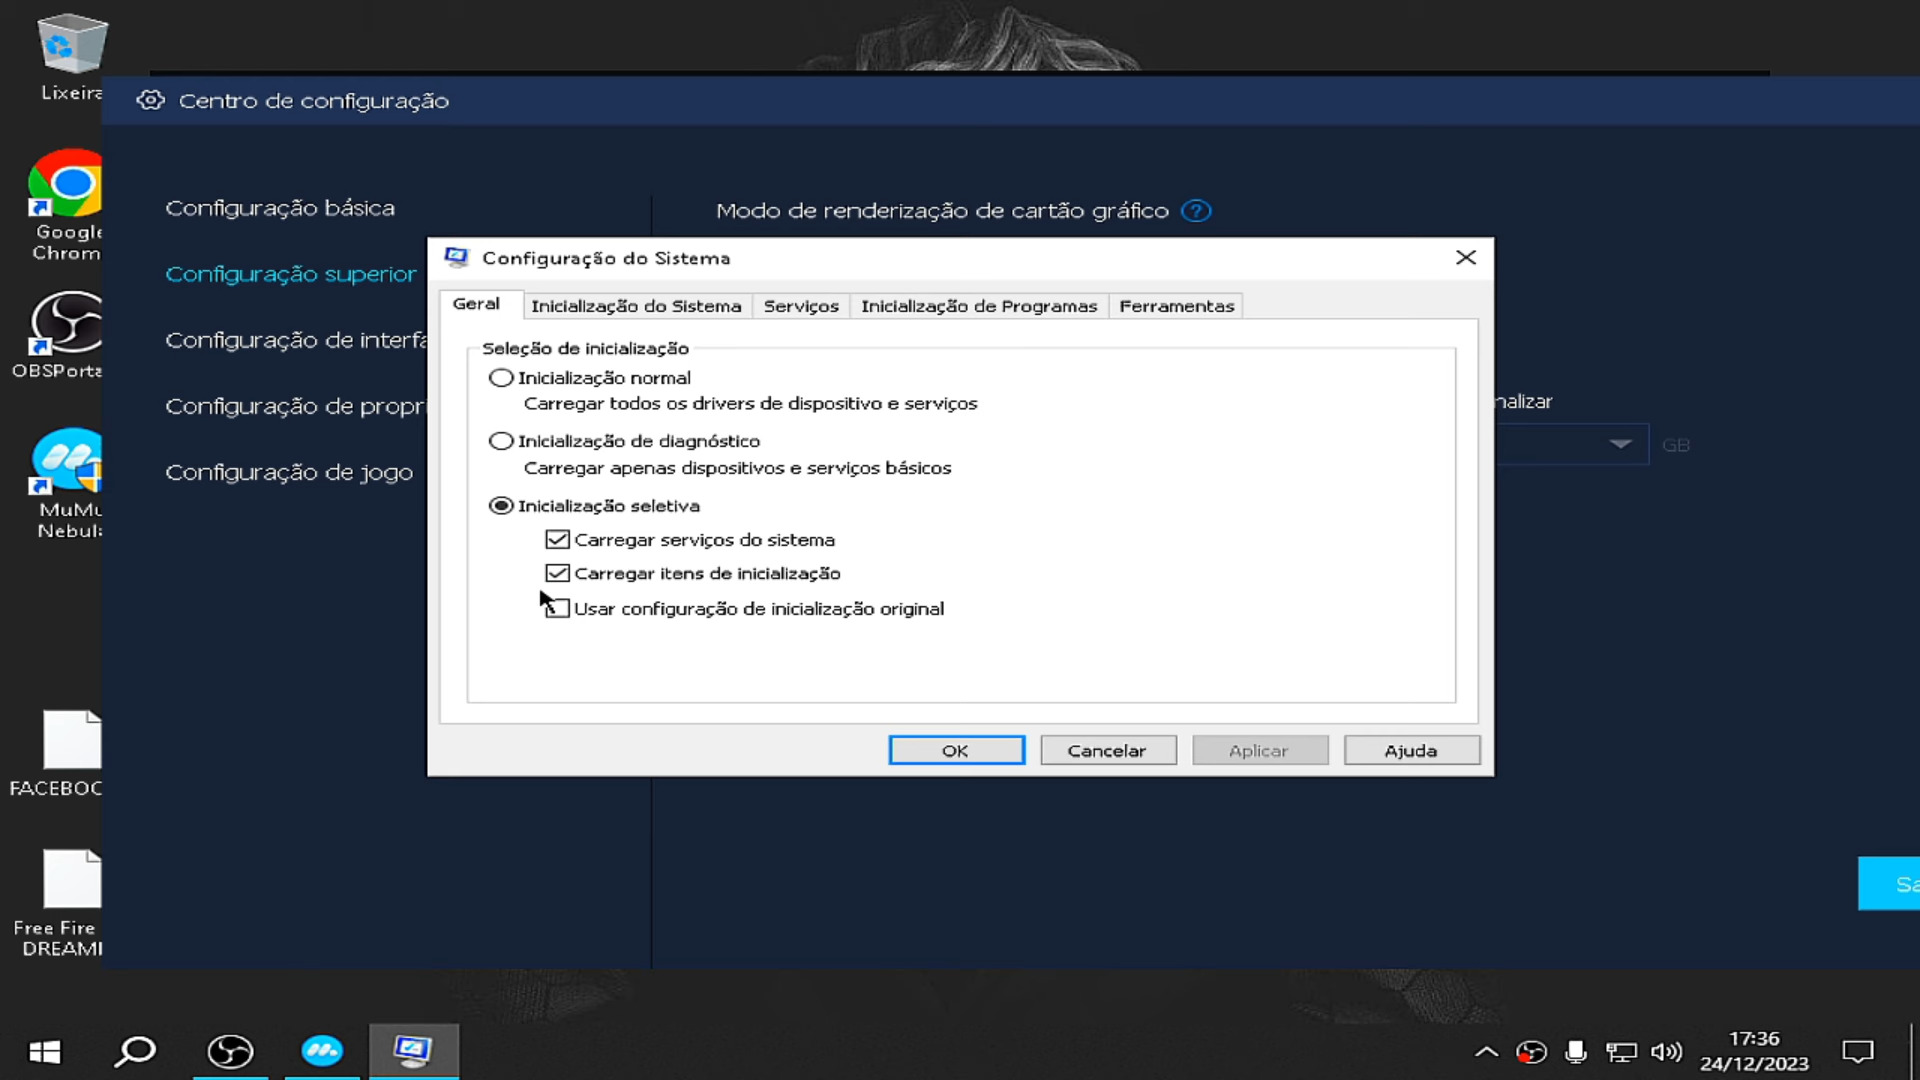 Lixeira
Centro de configuração
Google
Chrom
OBSPorta
MuMu
Nebula
FACEBOC
Free Fire
DREAMI
Configuração básica
Configuração superior
Configuração de interfa
Configuração de propri
Configuração de jogo
Modo de renderização de cartão gráfico ?
nalizar
GB
Sa
Configuração do Sistema
Geral
Inicialização do Sistema
Serviços
Inicialização de Programas
Ferramentas
Seleção de inicialização
Inicialização normal
Carregar todos os drivers de dispositivo e serviços
Inicialização de diagnóstico
Carregar apenas dispositivos e serviços básicos
Inicialização seletiva
Carregar serviços do sistema
Carregar itens de inicialização
Usar configuração de inicialização original
OK
Cancelar
Aplicar
Ajuda
17:36
24/12/2023